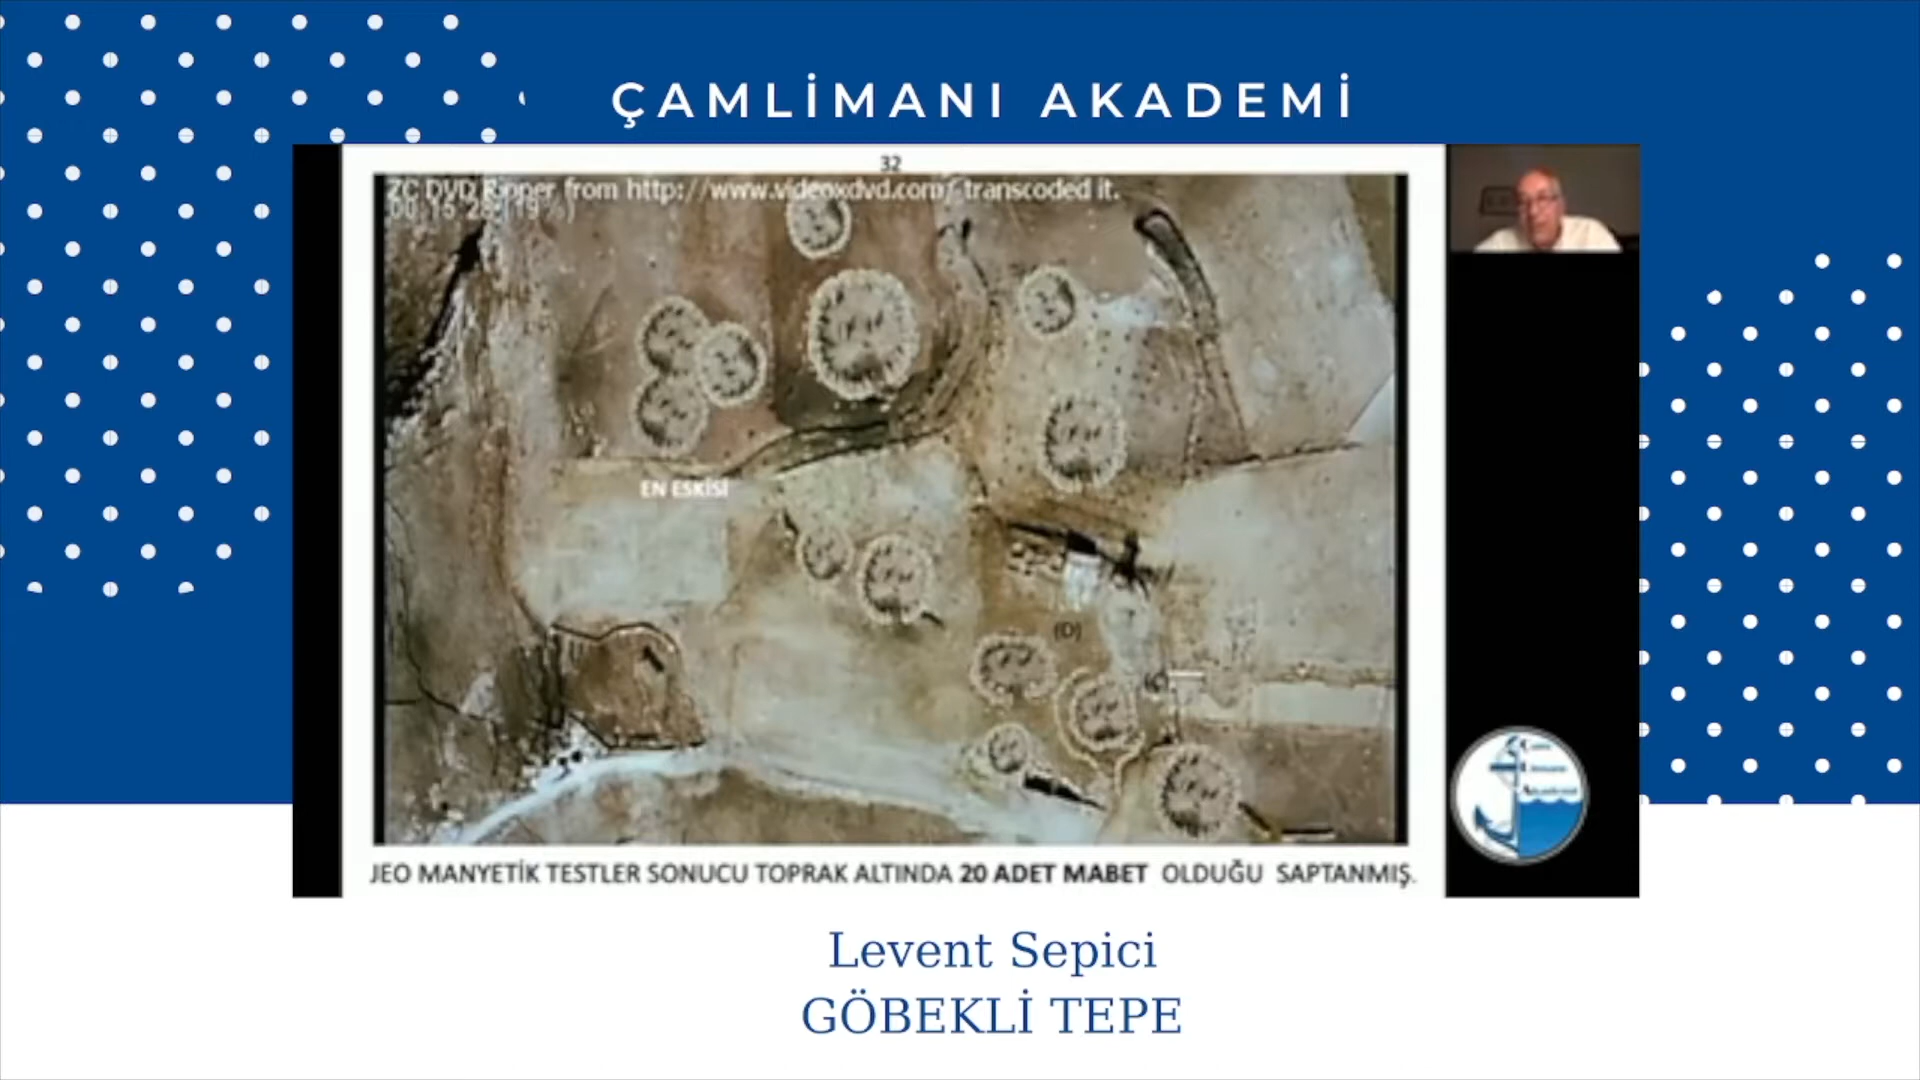 ÇAMLİMANI AKADEMİ
32
ZC DVD Ripper from http://www.videoxdvd.com/ transcoded it.
EN ESKİSİ
(D)
JEO MANYETİK TESTLER SONUCU TOPRAK ALTINDA 20 ADET MABET OLDUĞU SAPTANMIŞ.
Levent Sepici
GÖBEKLİ TEPE